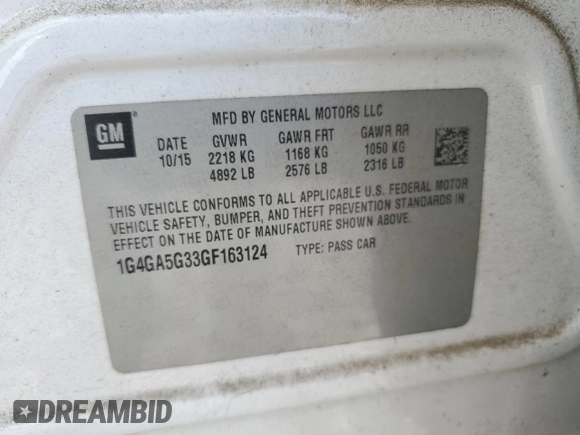 GM
®
MFD BY GENERAL MOTORS LLC
DATE GVWR GAWR FRT GAWR RR
10/15 2218 KG 1168 KG 1050 KG
4892 LB 2576 LB 2316 LB
THIS VEHICLE CONFORMS TO ALL APPLICABLE U.S. FEDERAL MOTOR
VEHICLE SAFETY, BUMPER, AND THEFT PREVENTION STANDARDS IN
EFFECT ON THE DATE OF MANUFACTURE SHOWN ABOVE.
1G4GA5G33GF163124 TYPE: PASS CAR
DREAMBID